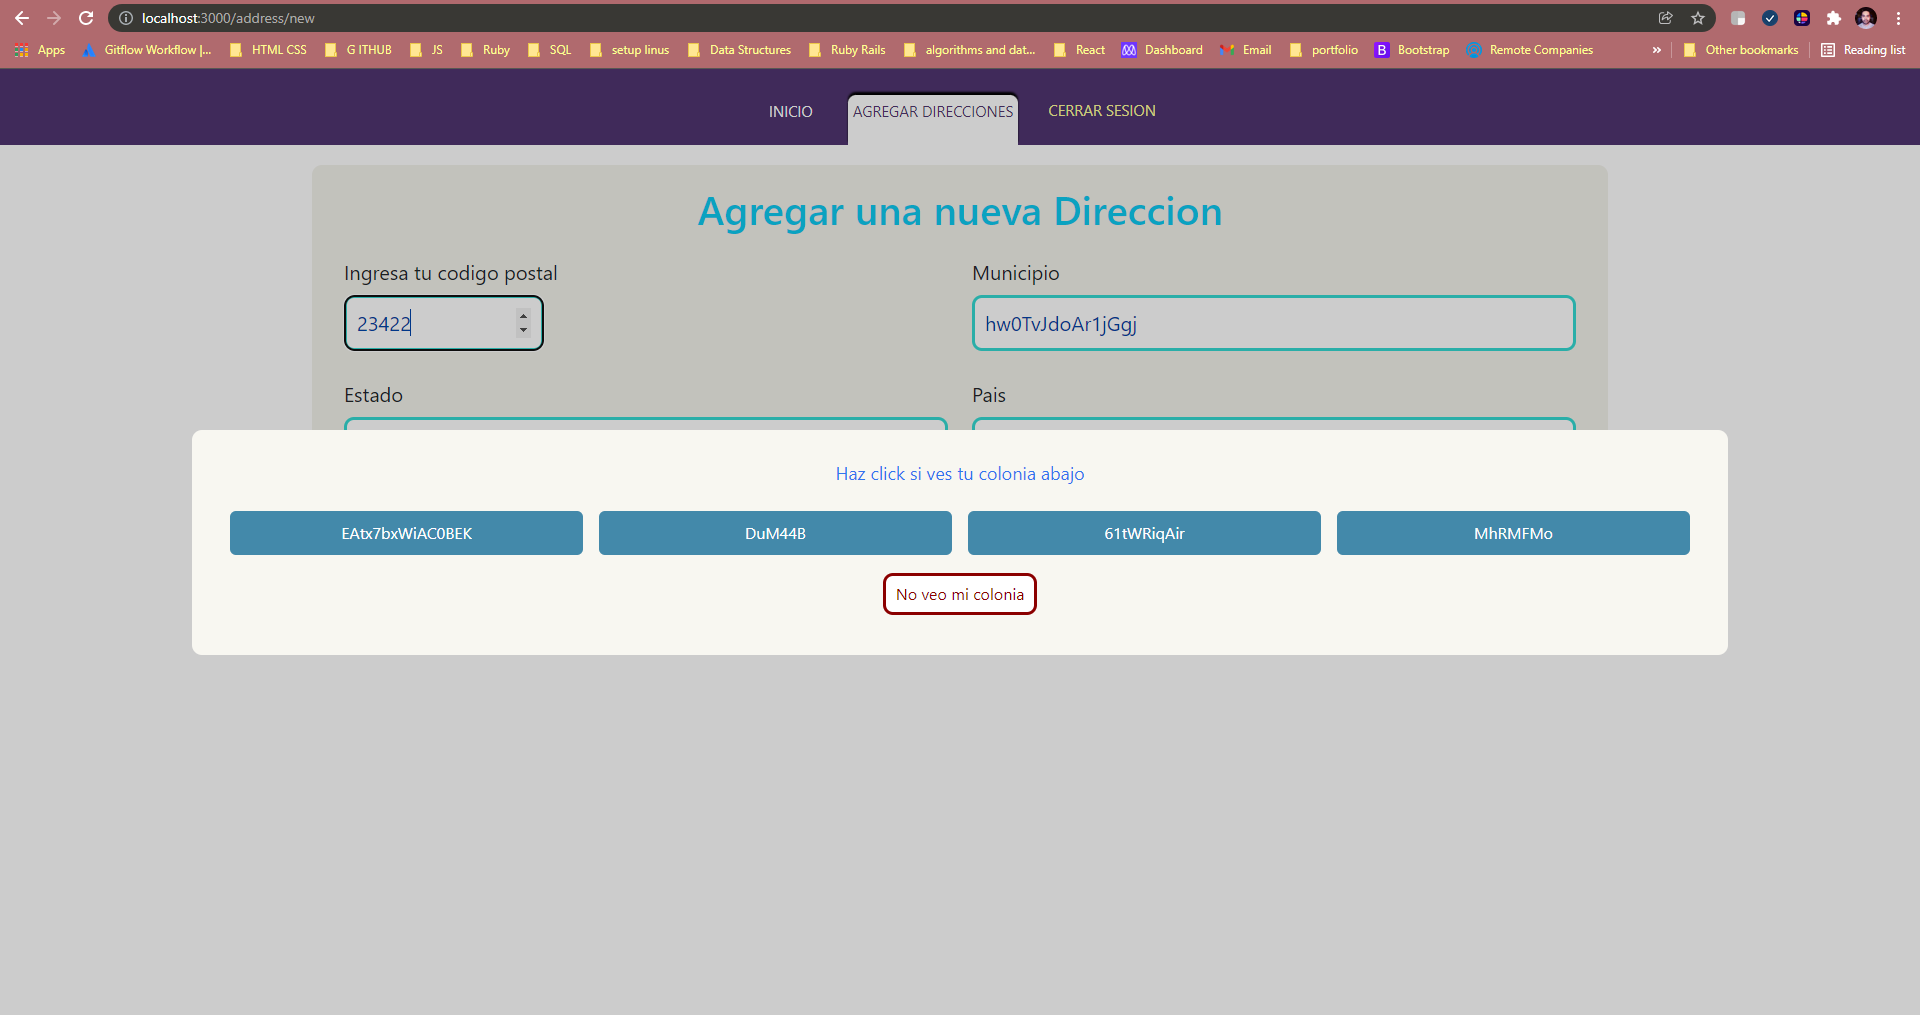 localhost:3000/address/new
Apps Gitflow Workflow |... HTML CSS G ITHUB JS Ruby SQL setup linus Data Structures Ruby Rails algorithms and dat... React Dashboard Email portfolio B Bootstrap Remote Companies » Other bookmarks Reading list
INICIO AGREGAR DIRECCIONES CERRAR SESION
Agregar una nueva Direccion
Ingresa tu codigo postal Municipio
23422 hw0TvJdoAr1jGgj
Estado Pais
Haz click si ves tu colonia abajo
EAtx7bxWiAC0BEK DuM44B 61tWRiqAir MhRMFMo
No veo mi colonia